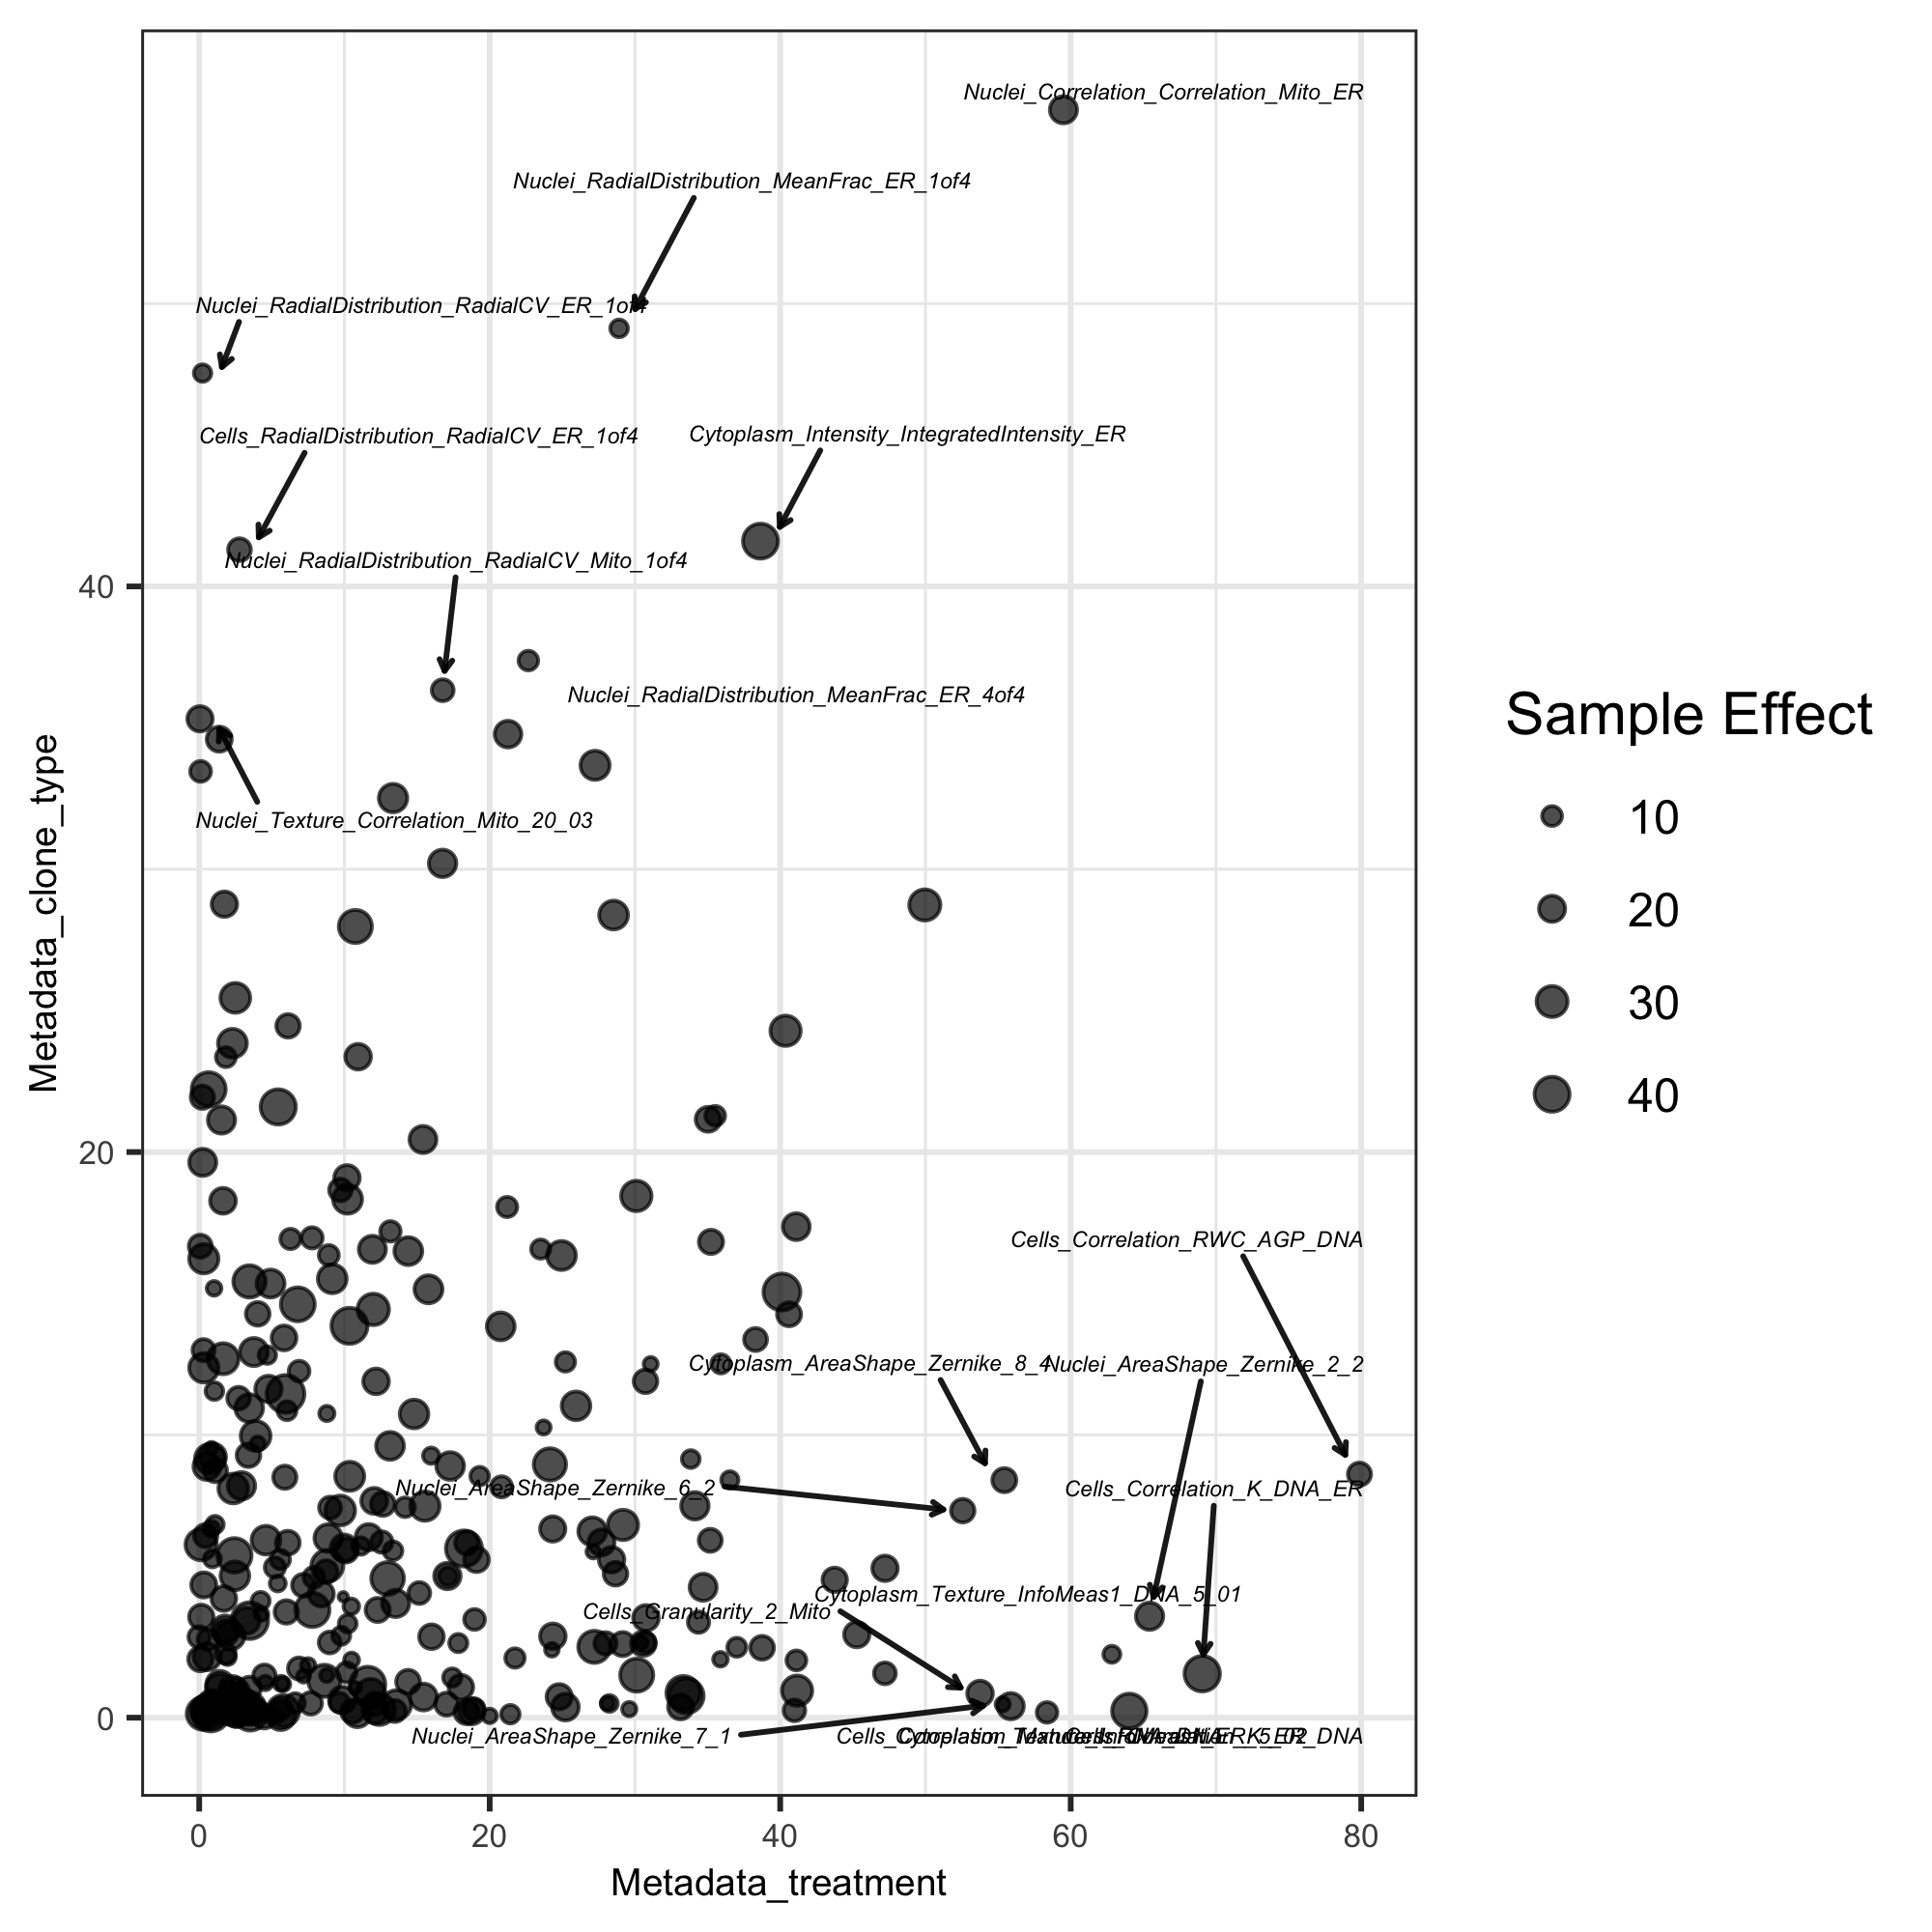 Nuclei_Correlation_Correlation_Mito_ER
Nuclei_RadialDistribution_MeanFrac_ER_1of4
Nuclei_RadialDistribution_RadialCV_ER_1of4
Cells_RadialDistribution_RadialCV_ER_1of4
Cytoplasm_Intensity_IntegratedIntensity_ER
Nuclei_RadialDistribution_RadialCV_Mito_1of4
Nuclei_RadialDistribution_MeanFrac_ER_4of4
Nuclei_Texture_Correlation_Mito_20_03
Cells_Correlation_RWC_AGP_DNA
Cytoplasm_AreaShape_Zernike_8_4
Nuclei_AreaShape_Zernike_2_2
Nuclei_AreaShape_Zernike_6_2
Cells_Correlation_K_DNA_ER
Cytoplasm_Texture_InfoMeas1_DNA_5_01
Cells_Granularity_2_Mito
Nuclei_AreaShape_Zernike_7_1
40
20
0
0
20
40
60
80
Metadata_treatment
Metadata_clone_type
Sample Effect
10
20
30
40